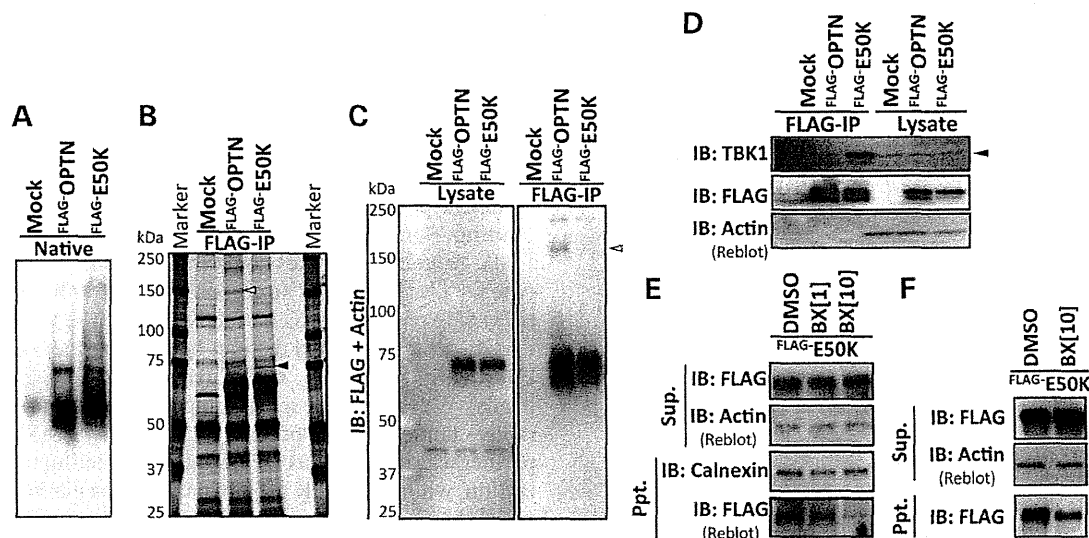 A
Mock
FLAG-OPTN
FLAG-E50K
Native
B
Marker
Mock
FLAG-OPTN
FLAG-E50K
Marker
FLAG-IP
kDa
250
150
100
75
50
37
25
C
Mock
FLAG-OPTN
FLAG-E50K
Lysate
Mock
FLAG-OPTN
FLAG-E50K
FLAG-IP
kDa
250
150
100
75
50
37
25
IB: FLAG + Actin
D
Mock
FLAG-OPTN
FLAG-E50K
FLAG-IP
Mock
FLAG-OPTN
FLAG-E50K
Lysate
IB: TBK1
IB: FLAG
IB: Actin
(Reblot)
E
DMSO
BX[1]
BX[10]
FLAG-E50K
Sup.
IB: FLAG
IB: Actin
(Reblot)
Ppt.
IB: Calnexin
IB: FLAG
(Reblot)
F
DMSO
BX[10]
FLAG-E50K
Sup.
IB: FLAG
IB: Actin
(Reblot)
Ppt.
IB: FLAG